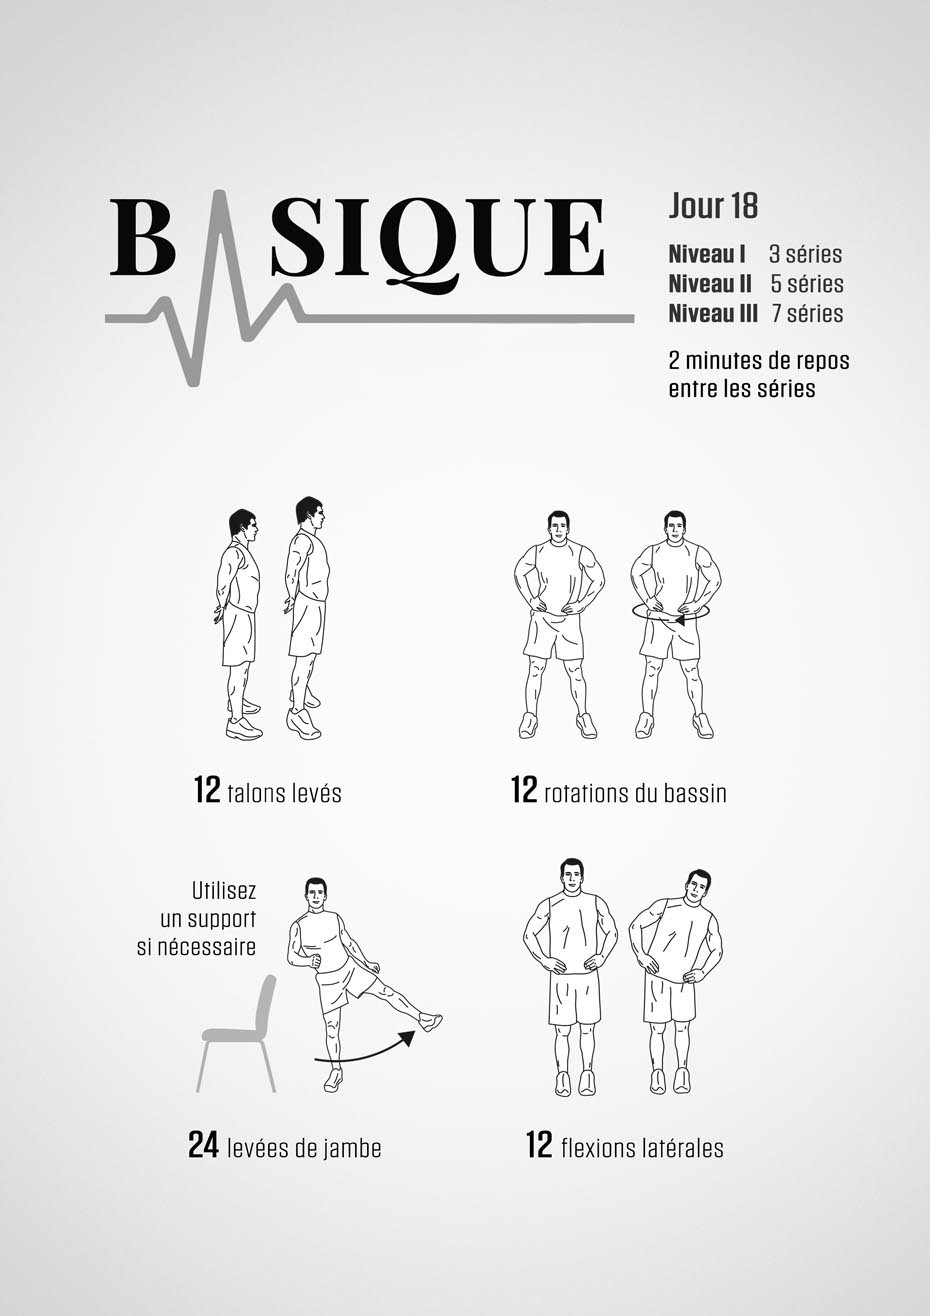 BASIQUE
Jour 18
Niveau I 3 séries
Niveau II 5 séries
Niveau III 7 séries
2 minutes de repos
entre les séries
12 talons levés
12 rotations du bassin
Utilisez
un support
si nécessaire
24 levées de jambe
12 flexions latérales